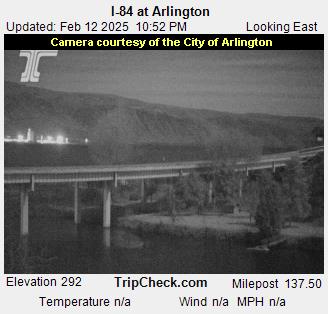 I-84 at Arlington
Updated: Feb 12 2025 10:52 PM Looking East
Camera courtesy of the City of Arlington
Elevation 292 TripCheck.com Milepost 137.50
Temperature n/a Wind n/a MPH n/a